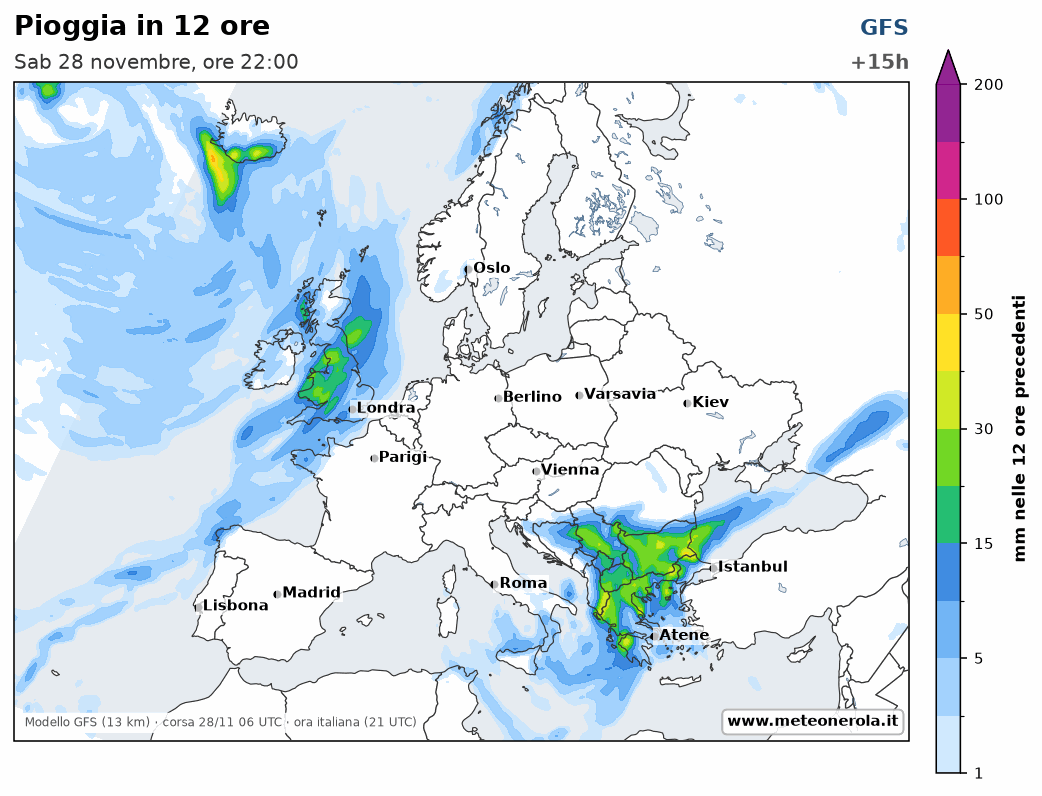 Pioggia in 12 ore
GFS
Sab 28 novembre, ore 22:00
+15h
200
100
50
30
15
5
1
mm nelle 12 ore precedenti
Oslo
Berlino
Varsavia
Kiev
Londra
Parigi
Vienna
Istanbul
Roma
Madrid
Lisbona
Atene
Modello GFS (13 km) · corsa 28/11 06 UTC · ora italiana (21 UTC)
www.meteonerola.it